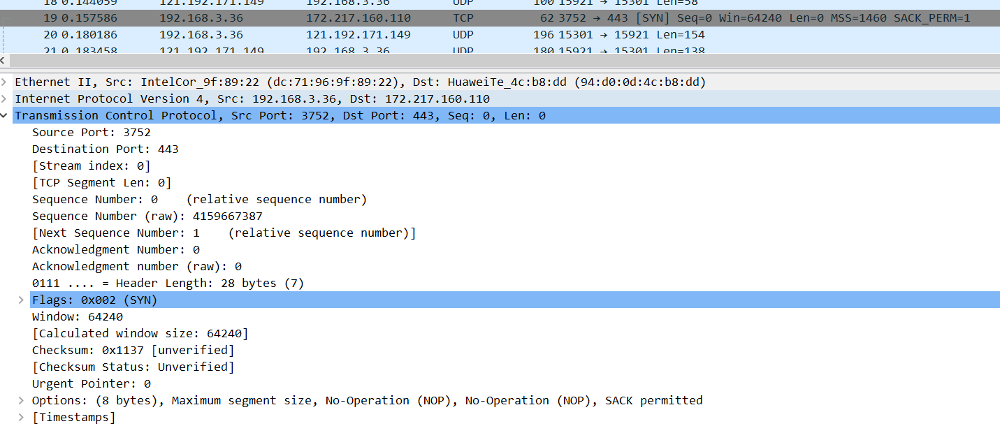 18 0.144059 121.192.171.149 192.168.3.36 UDP 100 15921 → 15301 Len=58
19 0.157586 192.168.3.36 172.217.160.110 TCP 62 3752 → 443 [SYN] Seq=0 Win=64240 Len=0 MSS=1460 SACK_PERM=1
20 0.180186 192.168.3.36 121.192.171.149 UDP 196 15301 → 15921 Len=154
21 0.183458 121.192.171.149 192.168.3.36 UDP 180 15921 → 15301 Len=138
Ethernet II, Src: IntelCor_9f:89:22 (dc:71:96:9f:89:22), Dst: HuaweiTe_4c:b8:dd (94:d0:0d:4c:b8:dd)
Internet Protocol Version 4, Src: 192.168.3.36, Dst: 172.217.160.110
Transmission Control Protocol, Src Port: 3752, Dst Port: 443, Seq: 0, Len: 0
Source Port: 3752
Destination Port: 443
[Stream index: 0]
[TCP Segment Len: 0]
Sequence Number: 0    (relative sequence number)
Sequence Number (raw): 4159667387
[Next Sequence Number: 1    (relative sequence number)]
Acknowledgment Number: 0
Acknowledgment number (raw): 0
0111 .... = Header Length: 28 bytes (7)
Flags: 0x002 (SYN)
Window: 64240
[Calculated window size: 64240]
Checksum: 0x1137 [unverified]
[Checksum Status: Unverified]
Urgent Pointer: 0
Options: (8 bytes), Maximum segment size, No-Operation (NOP), No-Operation (NOP), SACK permitted
[Timestamps]